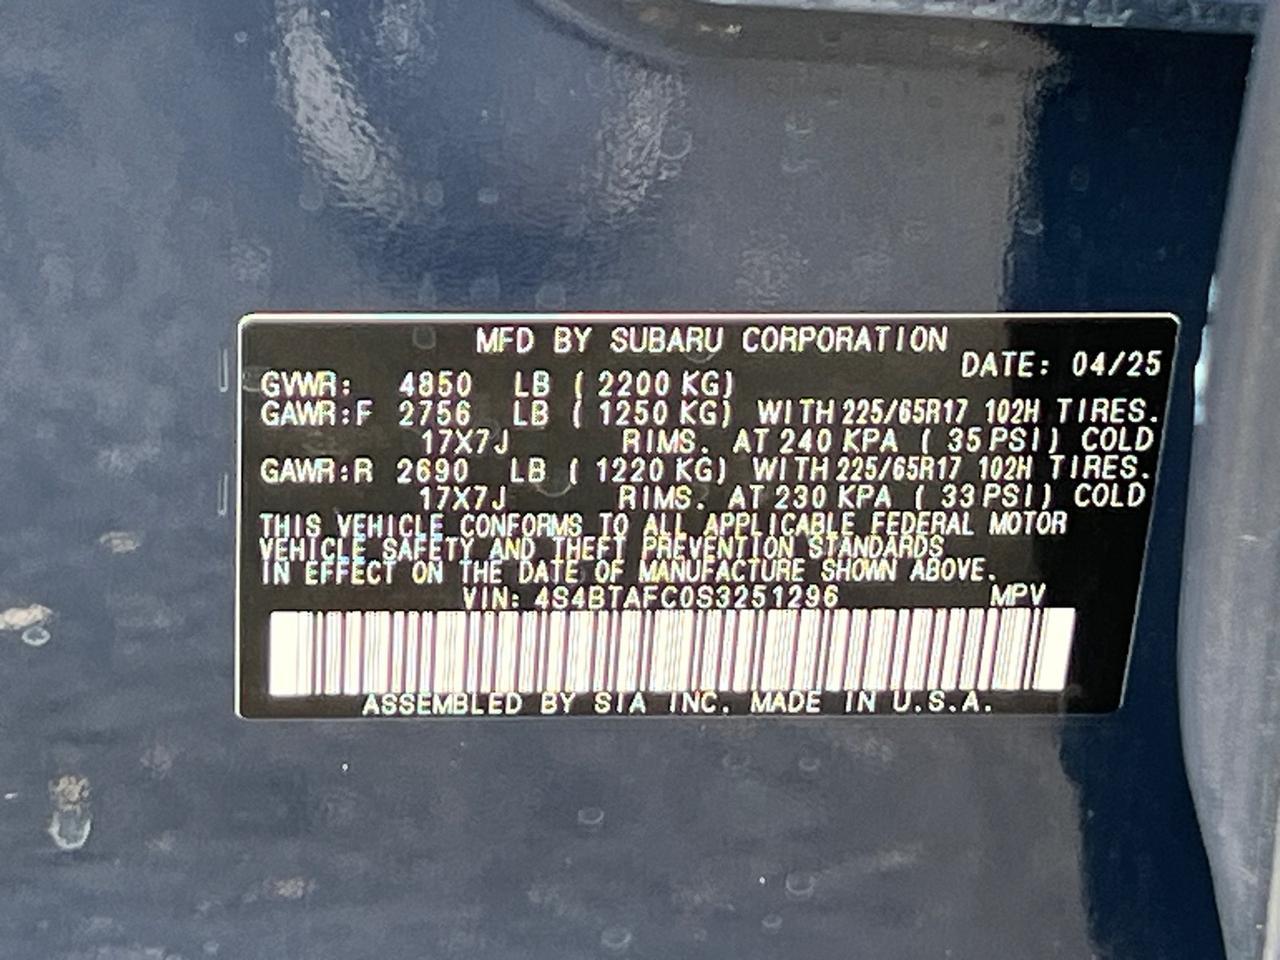 MFD BY SUBARU CORPORATION
DATE: 04/25
GVWR: 4850 LB ( 2200 KG)
GAWR:F 2756 LB ( 1250 KG) WITH 225/65R17 102H TIRES.
17X7J RIMS. AT 240 KPA ( 35 PSI) COLD
GAWR:R 2690 LB ( 1220 KG) WITH 225/65R17 102H TIRES.
17X7J RIMS. AT 230 KPA ( 33 PSI) COLD
THIS VEHICLE CONFORMS TO ALL APPLICABLE FEDERAL MOTOR
VEHICLE SAFETY AND THEFT PREVENTION STANDARDS
IN EFFECT ON THE DATE OF MANUFACTURE SHOWN ABOVE.
VIN: 4S4BTAFC0S3251296 MPV
ASSEMBLED BY SIA INC. MADE IN U.S.A.